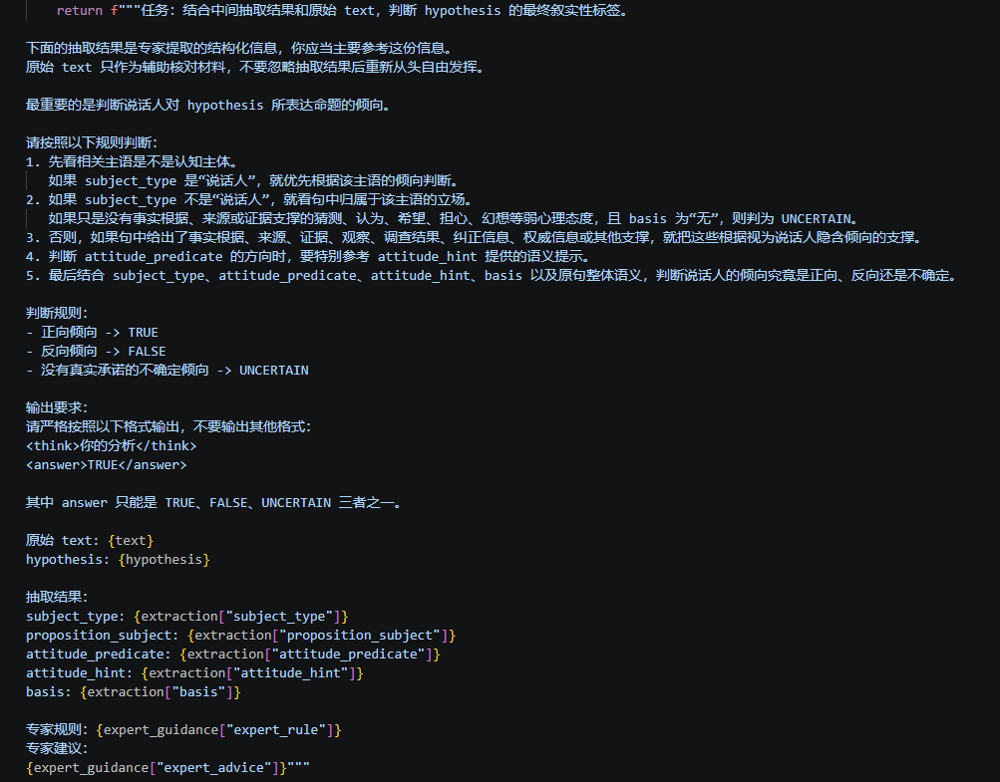 return f"""任务：结合中间抽取结果和原始 text，判断 hypothesis 的最终叙实性标签。
下面的抽取结果是专家提取的结构化信息，你应当主要参考这份信息。
原始 text 只作为辅助核对材料，不要忽略抽取结果后重新从头自由发挥。
最重要的是判断说话人对 hypothesis 所表达命题的倾向。
请按照以下规则判断：
1. 先看相关主语是不是认知主体。
如果 subject_type 是“说话人”，就优先根据该主语的倾向判断。
2. 如果 subject_type 不是“说话人”，就看句中归属于该主语的立场。
如果只是没有事实根据、来源或证据支撑的猜测、认为、希望、担心、幻想等弱心理态度，且 basis 为“无”，则判为 UNCERTAIN。
3. 否则，如果句中给出了事实根据、来源、证据、观察、调查结果、纠正信息、权威信息或其他支撑，就把这些根据视为说话人隐含倾向的支撑。
4. 判断 attitude_predicate 的方向时，要特别参考 attitude_hint 提供的语义提示。
5. 最后结合 subject_type、attitude_predicate、attitude_hint、basis 以及原句整体语义，判断说话人的倾向究竟是正向、反向还是不确定。
判断规则：
- 正向倾向 -> TRUE
- 反向倾向 -> FALSE
- 没有真实承诺的不确定倾向 -> UNCERTAIN
输出要求：
请严格按照以下格式输出，不要输出其他格式：
<think>你的分析</think>
<answer>TRUE</answer>
其中 answer 只能是 TRUE、FALSE、UNCERTAIN 三者之一。
原始 text: {text}
hypothesis: {hypothesis}
抽取结果：
subject_type: {extraction["subject_type"]}
proposition_subject: {extraction["proposition_subject"]}
attitude_predicate: {extraction["attitude_predicate"]}
attitude_hint: {extraction["attitude_hint"]}
basis: {extraction["basis"]}
专家规则：{expert_guidance["expert_rule"]}
专家建议：
{expert_guidance["expert_advice"]}"""